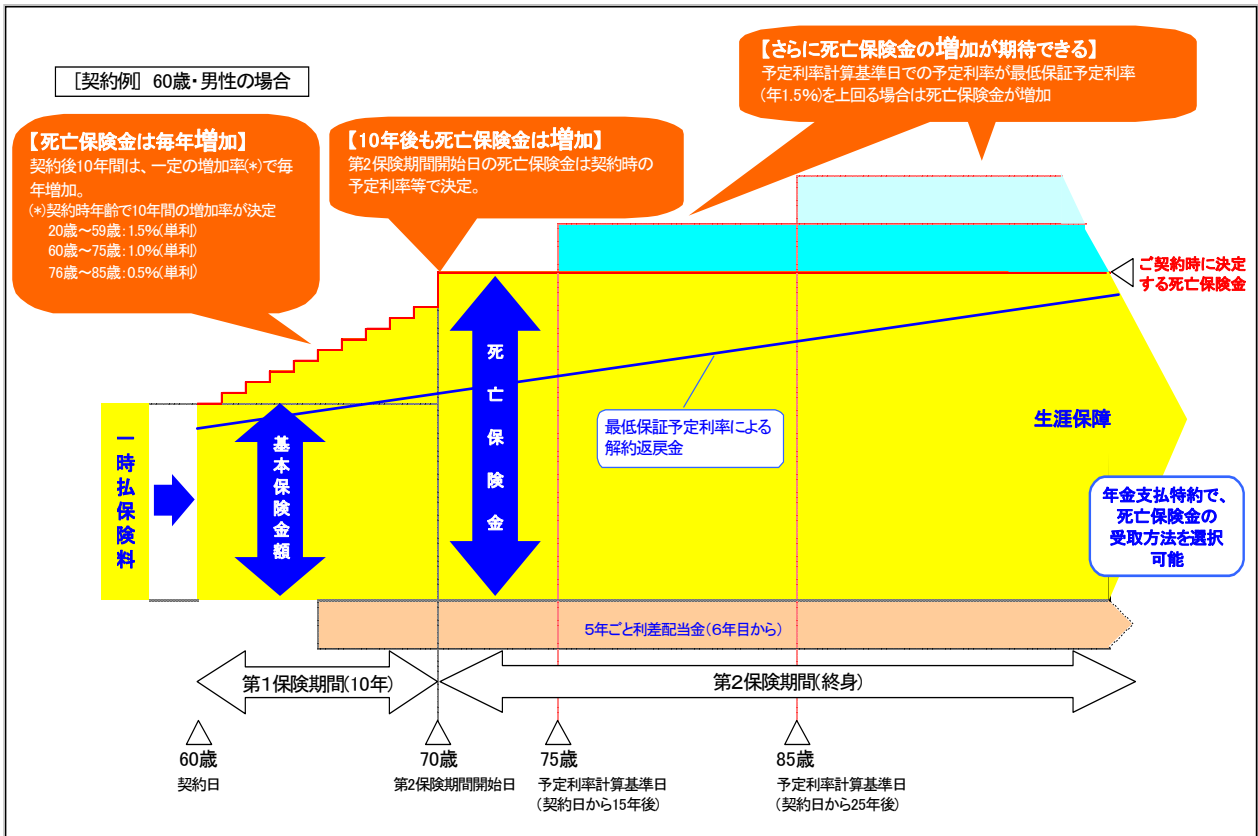 ［契約例］ 60歳・男性の場合
【さらに死亡保険金の増加が期待できる】
予定利率計算基準日での予定利率が最低保証予定利率
（年1.5％）を上回る場合は死亡保険金が増加
【死亡保険金は毎年増加】
契約後10年間は、一定の増加率(*)で毎
年増加。
(*)契約時年齢で10年間の増加率が決定
20歳～59歳：1.5％(単利)
60歳～75歳：1.0％(単利)
76歳～85歳：0.5％(単利)
【10年後も死亡保険金は増加】
第2保険期間開始日の死亡保険金は契約時の
予定利率等で決定。
ご契約時に決定
する死亡保険金
一時払保険料
基本保険金額
死亡保険金
最低保証予定利率による
解約返戻金
生涯保障
年金支払特約で、
死亡保険金の
受取方法を選択
可能
5年ごと利差配当金(6年目から)
第1保険期間(10年)
第2保険期間(終身)
60歳
契約日
70歳
第2保険期間開始日
75歳
予定利率計算基準日
（契約日から15年後）
85歳
予定利率計算基準日
（契約日から25年後）